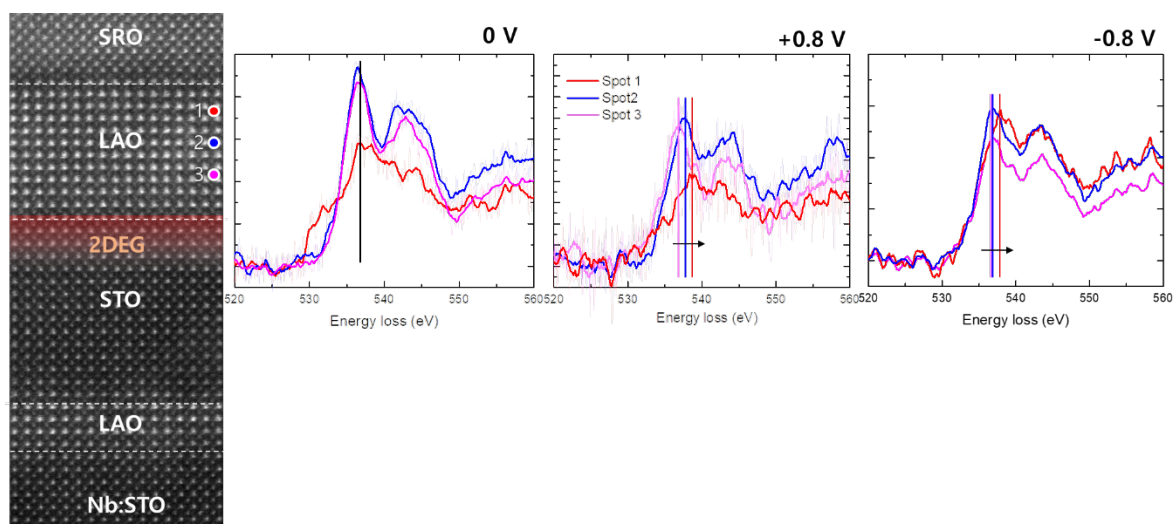 SRO
1
LAO
2
3
2DEG
STO
LAO
Nb:STO
0 V
520 530 540 550 560
Energy loss (eV)
+0.8 V
Spot 1
Spot2
Spot 3
520 530 540 550 560
Energy loss (eV)
-0.8 V
520 530 540 550 560
Energy loss (eV)